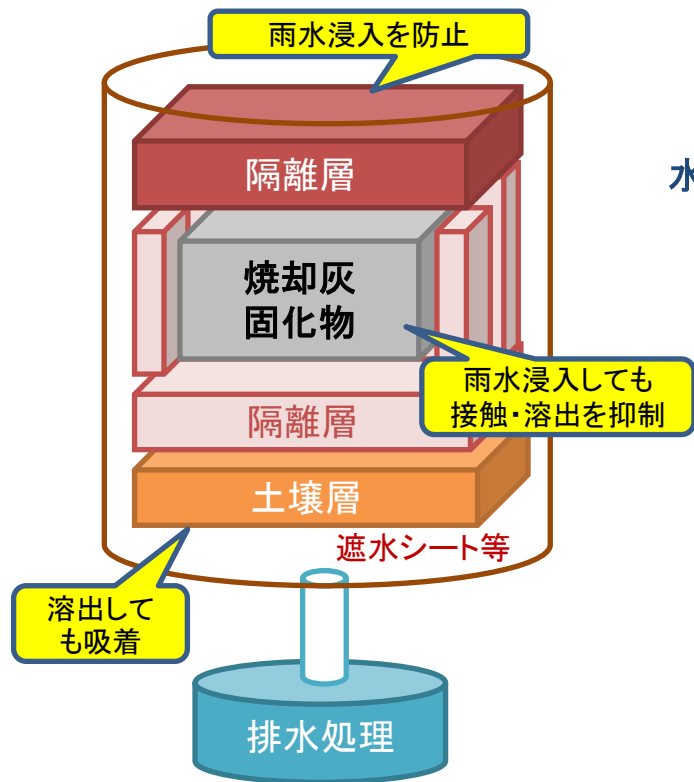 雨水浸入を防止
隔離層
水
焼却灰
固化物
雨水浸入しても
接触・溶出を抑制
隔離層
土壌層
遮水シート等
溶出して
も吸着
排水処理